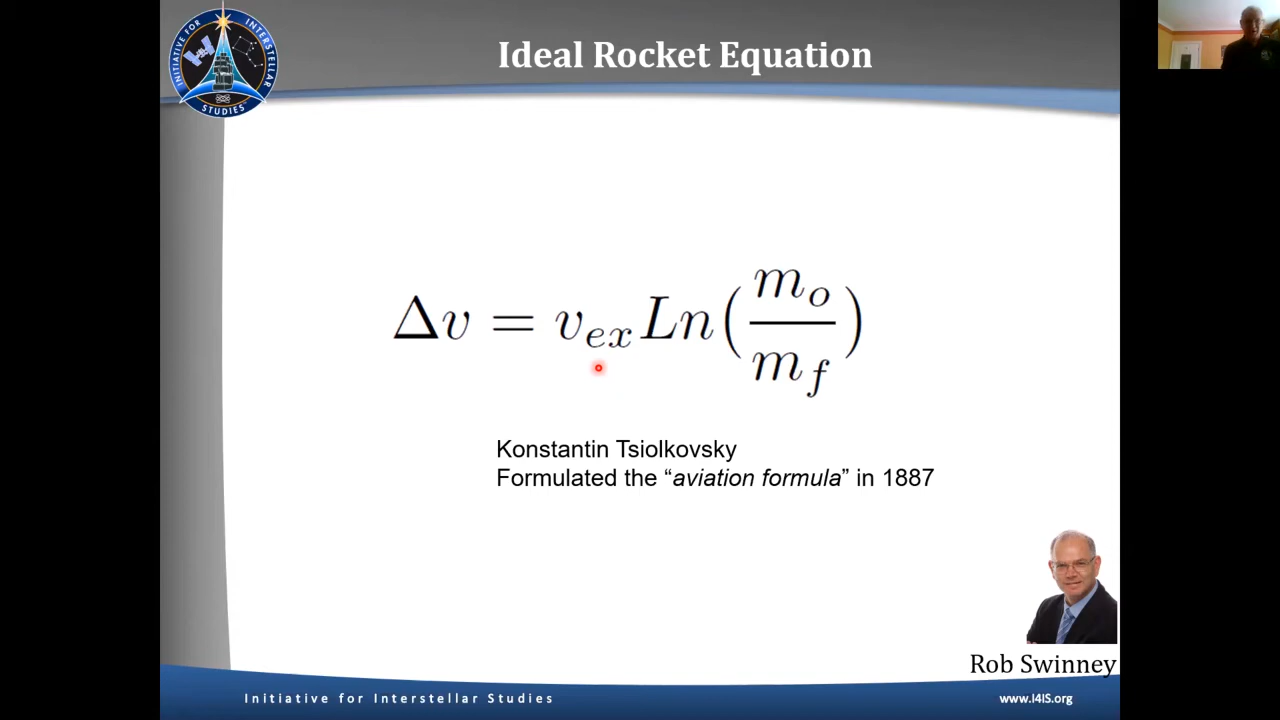 INITIATIVE FOR INTERSTELLAR STUDIES
Ideal Rocket Equation
Δv = v_ex Ln(m_o/m_f)
Konstantin Tsiolkovsky
Formulated the “aviation formula” in 1887
Rob Swinney
Initiative for Interstellar Studies
www.I4IS.org